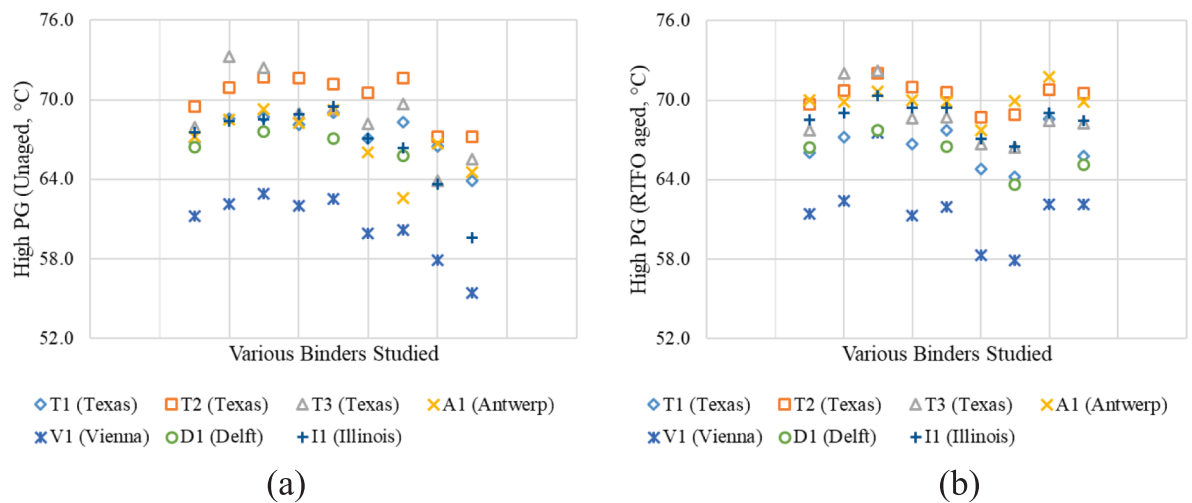 76.0
70.0
64.0
58.0
52.0
High PG (Unaged, °C)
Various Binders Studied
T1 (Texas) T2 (Texas) T3 (Texas) A1 (Antwerp)
V1 (Vienna) D1 (Delft) I1 (Illinois)
(a)
76.0
70.0
64.0
58.0
52.0
High PG (RTFO aged, °C)
Various Binders Studied
T1 (Texas) T2 (Texas) T3 (Texas) A1 (Antwerp)
V1 (Vienna) D1 (Delft) I1 (Illinois)
(b)